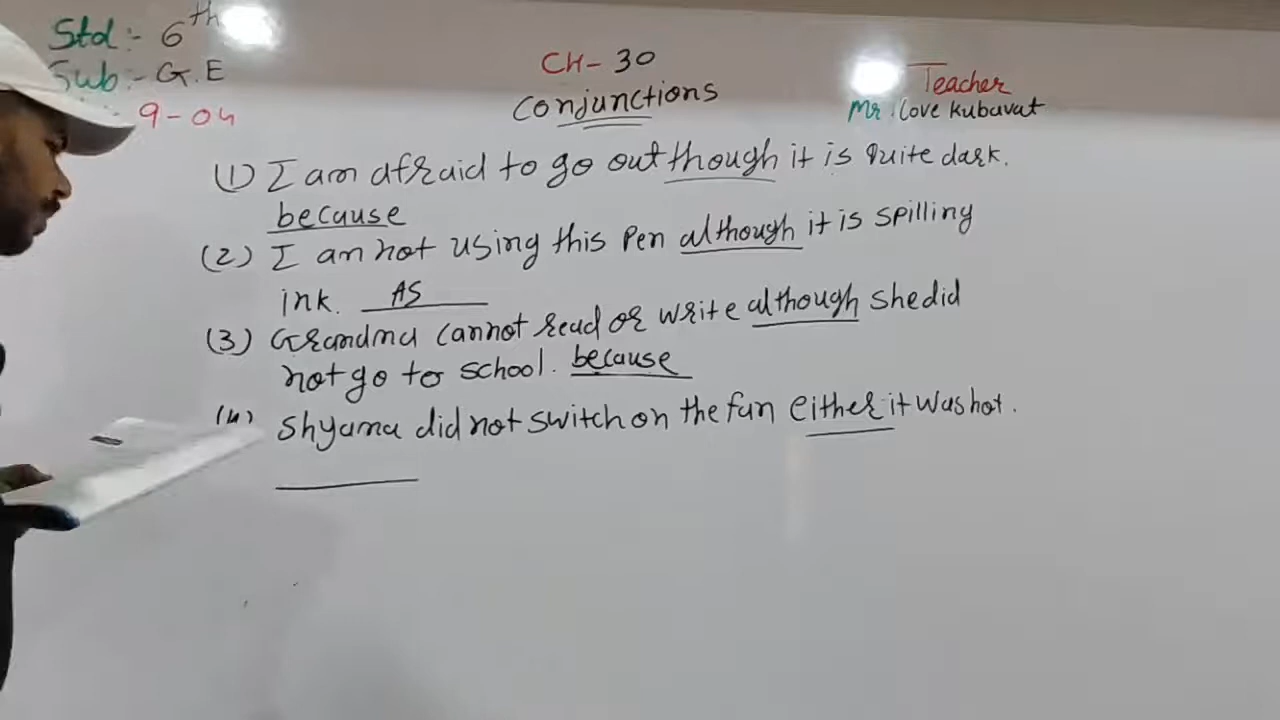 Std :- 6th
Sub :- G.E
9-04
CH-30
Conjunctions
Teacher
Mr. Love Kubavat
(1) I am afraid to go out though it is quite dark.
because
(2) I am not using this pen although it is spilling
ink. AS
(3) Grandma cannot read or write although she did
not go to school. because
(4) Shyama did not switch on the fan either it was hot.